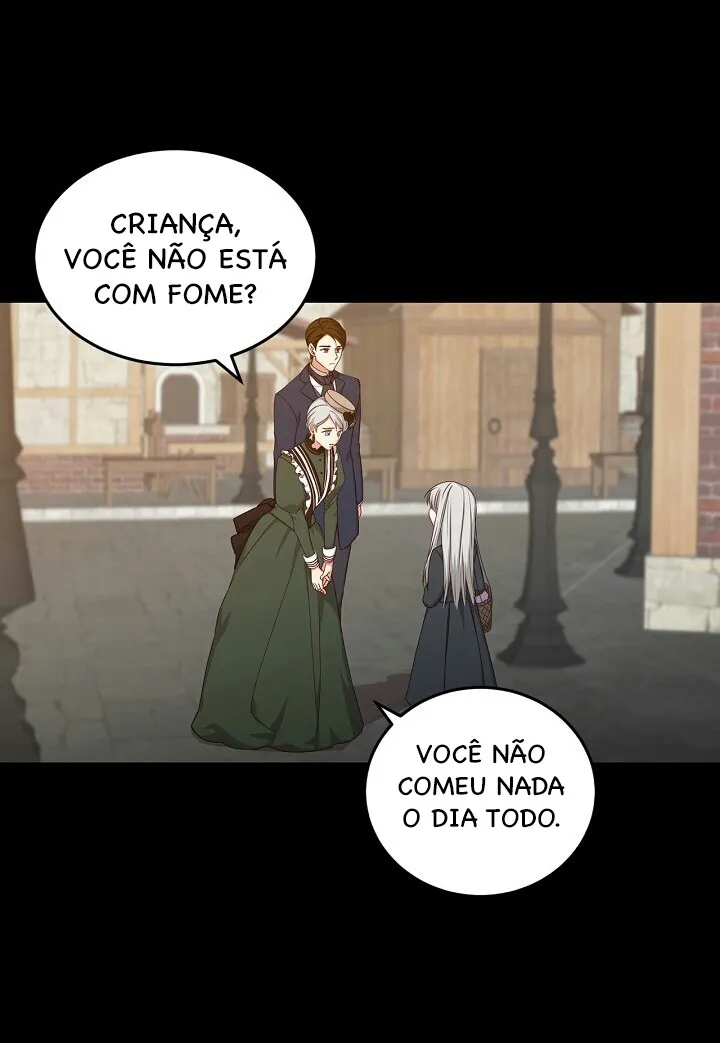 CRIANÇA,
VOCÊ NÃO ESTÁ
COM FOME?
VOCÊ NÃO
COMEU NADA
O DIA TODO.